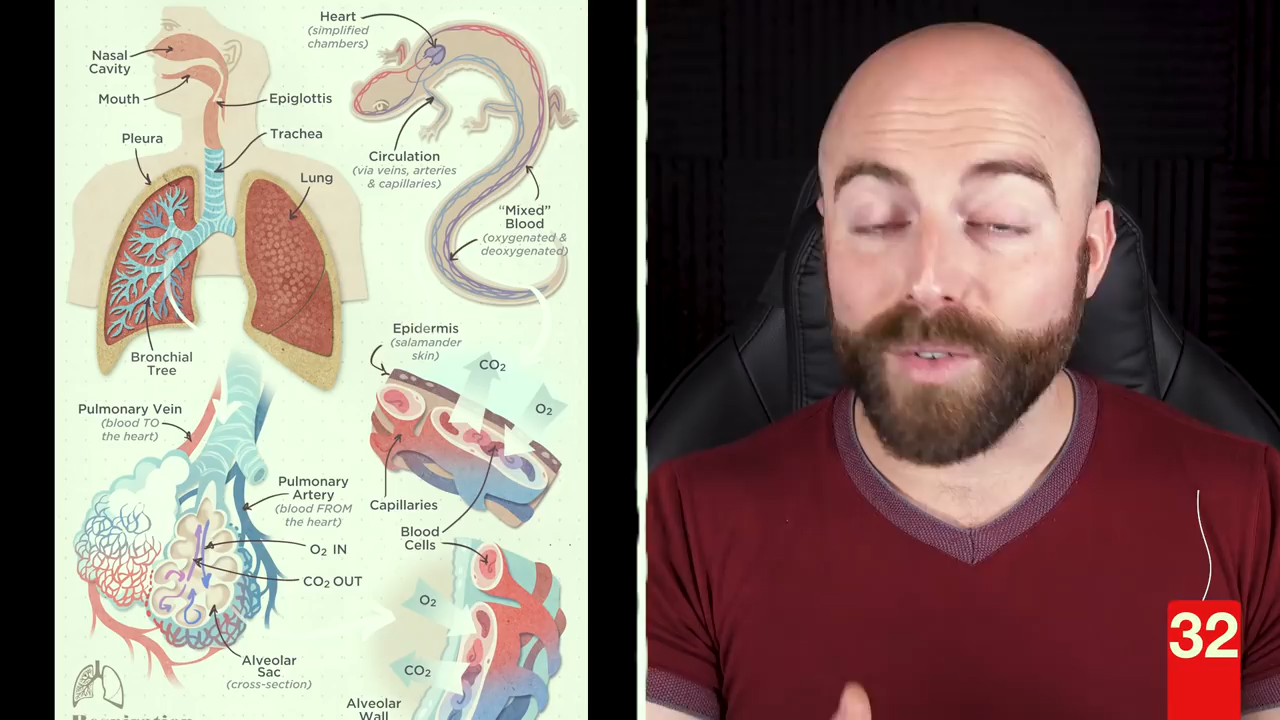 Heart
(simplified
chambers)
Nasal
Cavity
Mouth
Epiglottis
Pleura
Trachea
Lung
Circulation
(via veins, arteries
& capillaries)
"Mixed"
Blood
(oxygenated &
deoxygenated)
Bronchial
Tree
Epidermis
(salamander
skin)
CO2
O2
Pulmonary Vein
(blood TO
the heart)
Pulmonary
Artery
(blood FROM
the heart)
Capillaries
Blood
Cells
O2 IN
CO2 OUT
O2
CO2
Alveolar
Sac
(cross-section)
Alveolar
Wall
Respiration
32